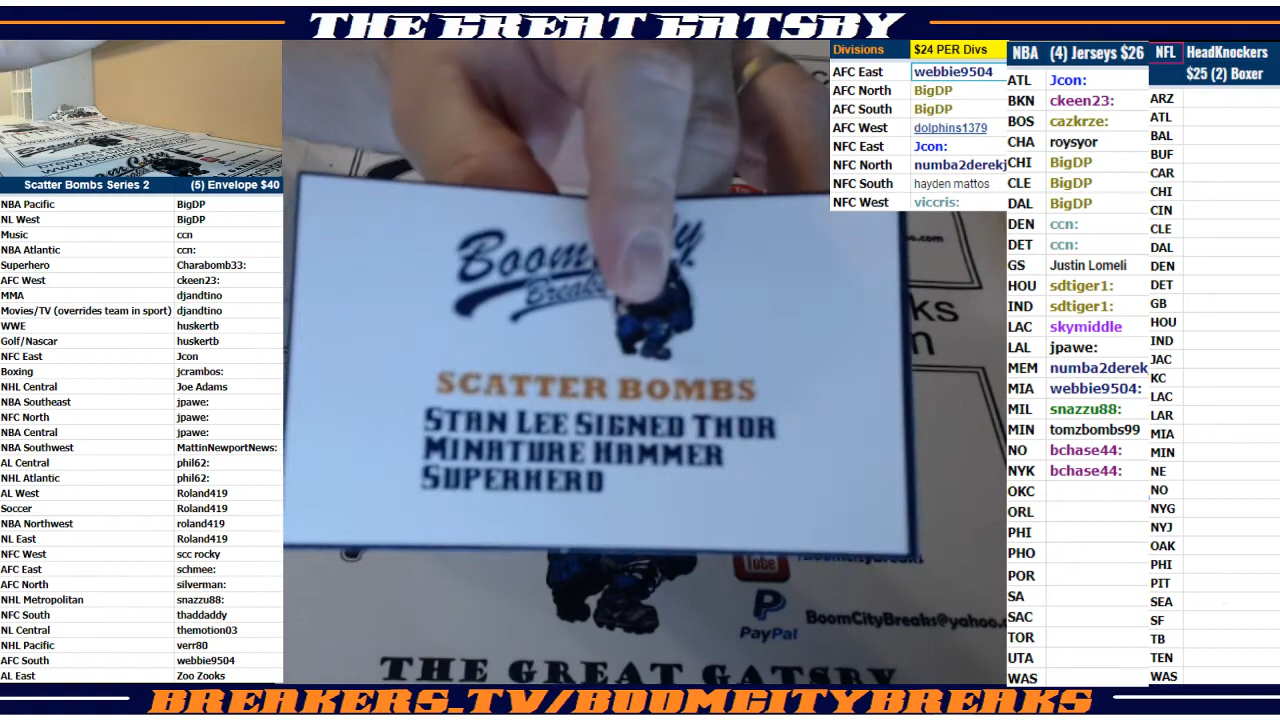 THE GREAT GATSBY
Scatter Bombs Series 2 (5) Envelope $40
NBA Pacific BigDP
NL West BigDP
Music ccn
NBA Atlantic ccn:
Superhero Charabomb33:
AFC West ckeen23:
MMA djandtino
Movies/TV (overrides team in sport) djandtino
WWE huskertb
Golf/Nascar huskertb
NFC East Jcon
Boxing jcrambos:
NHL Central Joe Adams
NBA Southeast jpawe:
NFC North jpawe:
NBA Central jpawe:
NBA Southwest MattinNewportNews:
AL Central phil62:
NHL Atlantic phil62:
AL West Roland419
Soccer Roland419
NBA Northwest roland419
NL East Roland419
NFC West scc rocky
AFC East schmee:
AFC North silverman:
NHL Metropolitan snazzu88:
NFC South thaddaddy
NL Central themotion03
NHL Pacific verr80
AFC South webbie9504
AL East Zoo Zooks
Boom City
Breaks
SCATTER BOMBS
STAN LEE SIGNED THOR
MINATURE HAMMER
SUPERHERO
Tube
PayPal
BoomCityBreaks@yahoo.c
THE GREAT GATSBY
Divisions $24 PER Divs
AFC East webbie9504
AFC North BigDP
AFC South BigDP
AFC West dolphins1379
NFC East Jcon:
NFC North numba2derekj
NFC South hayden mattos
NFC West viccris:
NBA (4) Jerseys $26
ATL Jcon:
BKN ckeen23:
BOS cazkrze:
CHA roysyor
CHI BigDP
CLE BigDP
DAL BigDP
DEN ccn:
DET ccn:
GS Justin Lomeli
HOU sdtiger1:
IND sdtiger1:
LAC skymiddle
LAL jpawe:
MEM numba2derek
MIA webbie9504:
MIL snazzu88:
MIN tomzbombs99
NO bchase44:
NYK bchase44:
OKC
ORL
PHI
PHO
POR
SA
SAC
TOR
UTA
WAS
NFL HeadKnockers
$25 (2) Boxer
ARZ
ATL
BAL
BUF
CAR
CHI
CIN
CLE
DAL
DEN
DET
GB
HOU
IND
JAC
KC
LAC
LAR
MIA
MIN
NE
NO
NYG
NYJ
OAK
PHI
PIT
SEA
SF
TB
TEN
WAS
BREAKERS.TV/BOOMCITYBREAKS